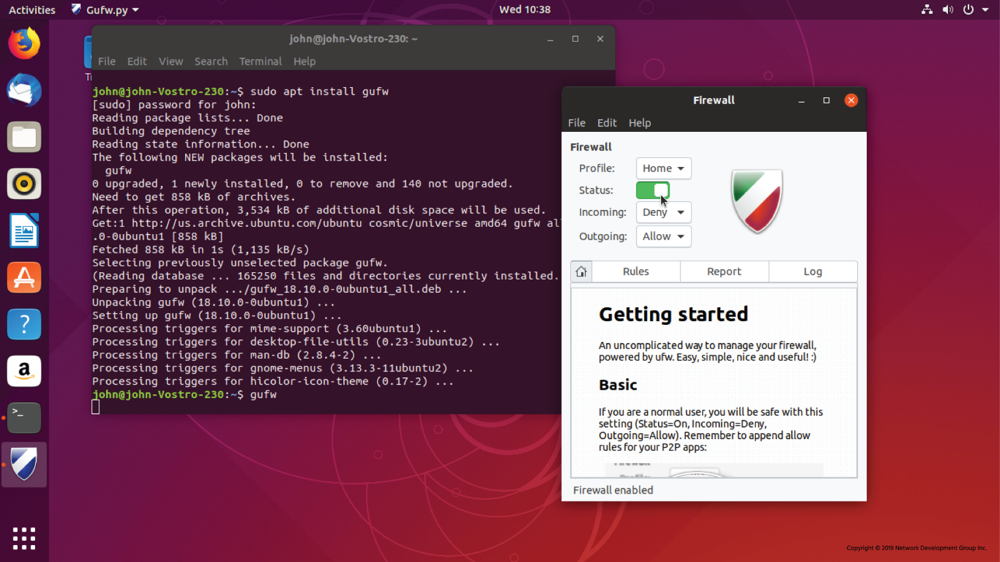 Activities
Gufw.py
Wed 10:38
john@john-Vostro-230: ~
File Edit View Search Terminal Help
john@john-Vostro-230:~$ sudo apt install gufw
[sudo] password for john:
Reading package lists... Done
Building dependency tree
Reading state information... Done
The following NEW packages will be installed:
gufw
0 upgraded, 1 newly installed, 0 to remove and 140 not upgraded.
Need to get 858 kB of archives.
After this operation, 3,534 kB of additional disk space will be used.
Get:1 http://us.archive.ubuntu.com/ubuntu cosmic/universe amd64 gufw
.0-0ubuntu1 [858 kB]
Fetched 858 kB in 1s (1,135 kB/s)
Selecting previously unselected package gufw.
(Reading database ... 165250 files and directories currently installed.
Preparing to unpack .../gufw_18.10.0-0ubuntu1_all.deb ...
Unpacking gufw (18.10.0-0ubuntu1) ...
Setting up gufw (18.10.0-0ubuntu1) ...
Processing triggers for mime-support (3.60ubuntu1) ...
Processing triggers for desktop-file-utils (0.23-3ubuntu2) ...
Processing triggers for man-db (2.8.4-2) ...
Processing triggers for gnome-menus (3.13.3-11ubuntu2) ...
Processing triggers for hicolor-icon-theme (0.17-2) ...
john@john-Vostro-230:~$ gufw
Firewall
File Edit Help
Firewall
Profile: Home
Status:
Incoming: Deny
Outgoing: Allow
Rules Report Log
Getting started
An uncomplicated way to manage your firewall,
powered by ufw. Easy, simple, nice and useful! :)
Basic
If you are a normal user, you will be safe with this
setting (Status=On, Incoming=Deny,
Outgoing=Allow). Remember to append allow
rules for your P2P apps:
Firewall enabled
Copyright © 2019 Network Development Group Inc.